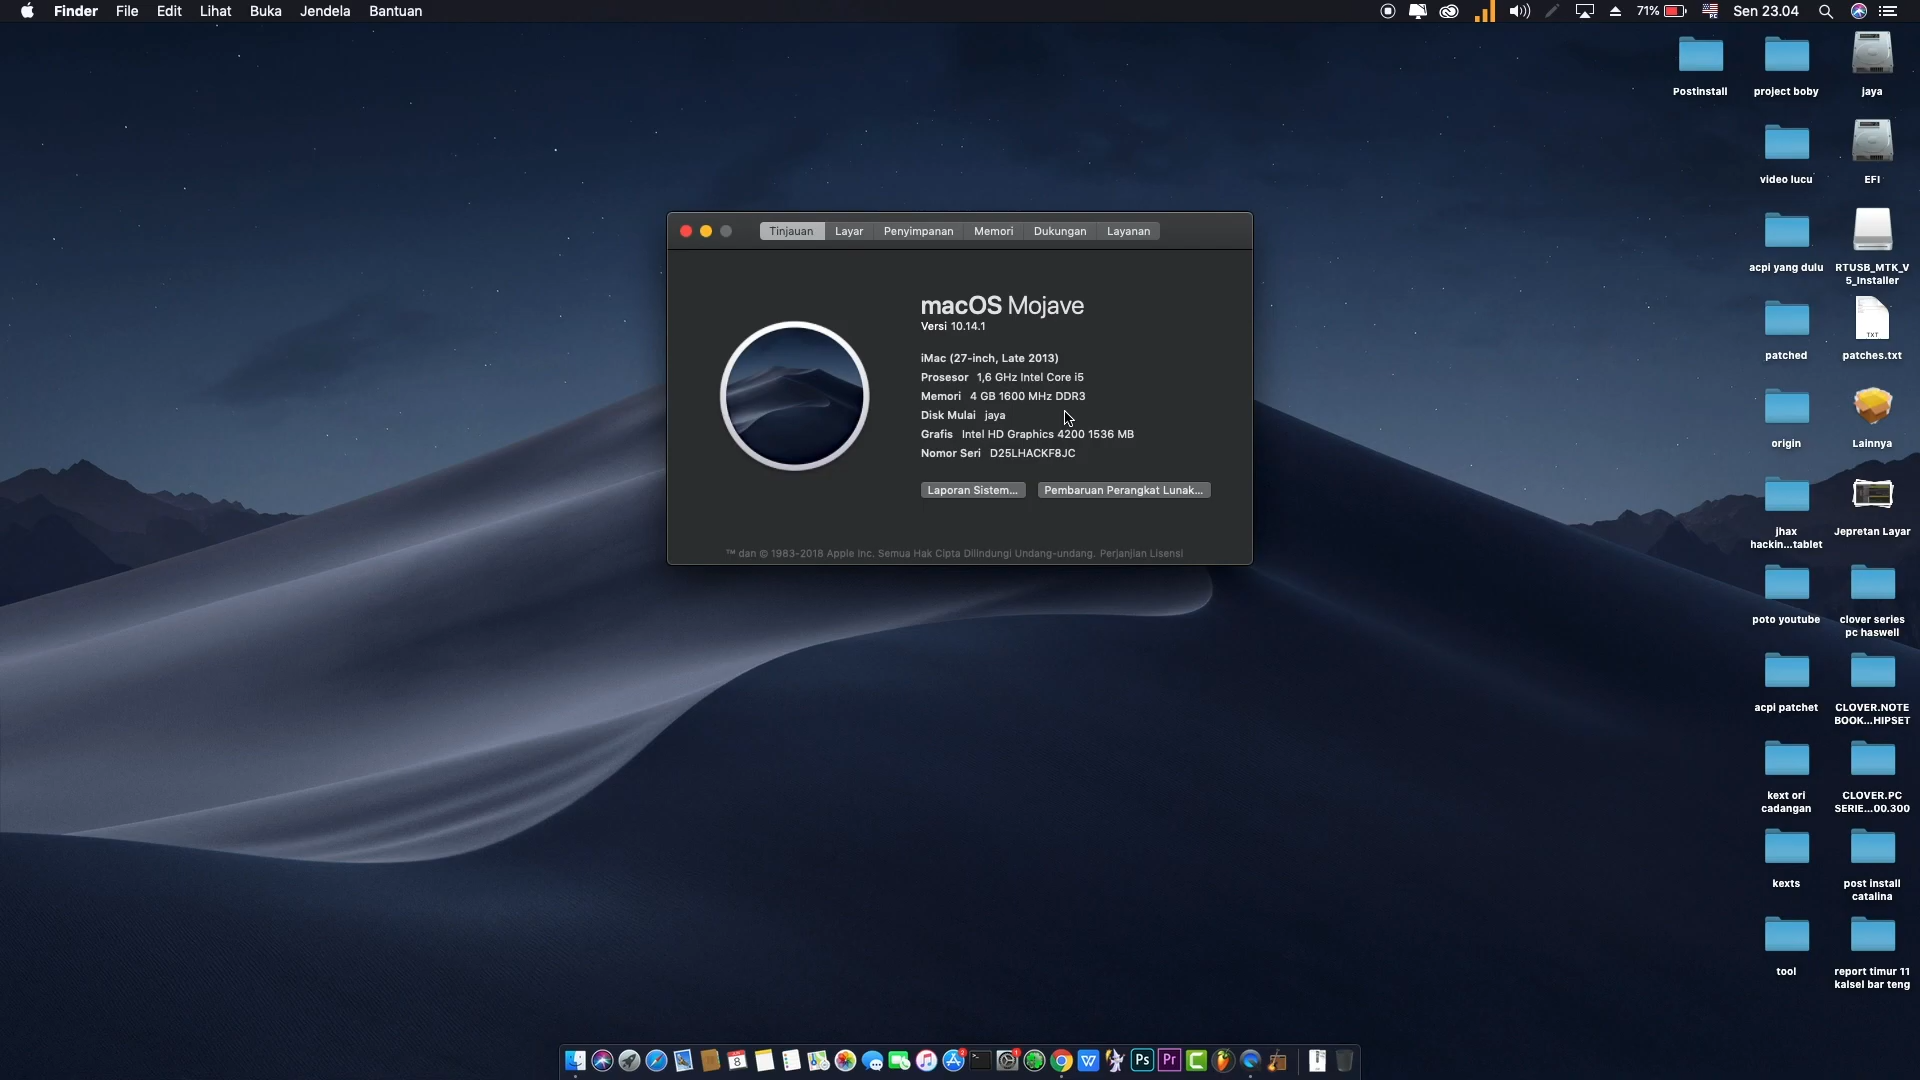 Finder File Edit Lihat Buka Jendela Bantuan
71% Sen 23.04
Postinstall
project boby
jaya
video lucu
EFI
acpi yang dulu
RTUSB_MTK_V
5_Installer
patched
TXT
patches.txt
origin
Lainnya
jhax
hackin...tablet
Jepretan Layar
poto youtube
clover series
pc haswell
acpi patchet
CLOVER.NOTE
BOOK...HIPSET
kext ori
cadangan
CLOVER.PC
SERIE...00.300
kexts
post install
catalina
tool
report timur 11
kalsel bar teng
Tinjauan Layar Penyimpanan Memori Dukungan Layanan
macOS Mojave
Versi 10.14.1
iMac (27-inch, Late 2013)
Prosesor 1,6 GHz Intel Core i5
Memori 4 GB 1600 MHz DDR3
Disk Mulai jaya
Grafis Intel HD Graphics 4200 1536 MB
Nomor Seri D25LHACKF8JC
Laporan Sistem... Pembaruan Perangkat Lunak...
™ dan © 1983-2018 Apple Inc. Semua Hak Cipta Dilindungi Undang-undang. Perjanjian Lisensi
8 Ps Pr